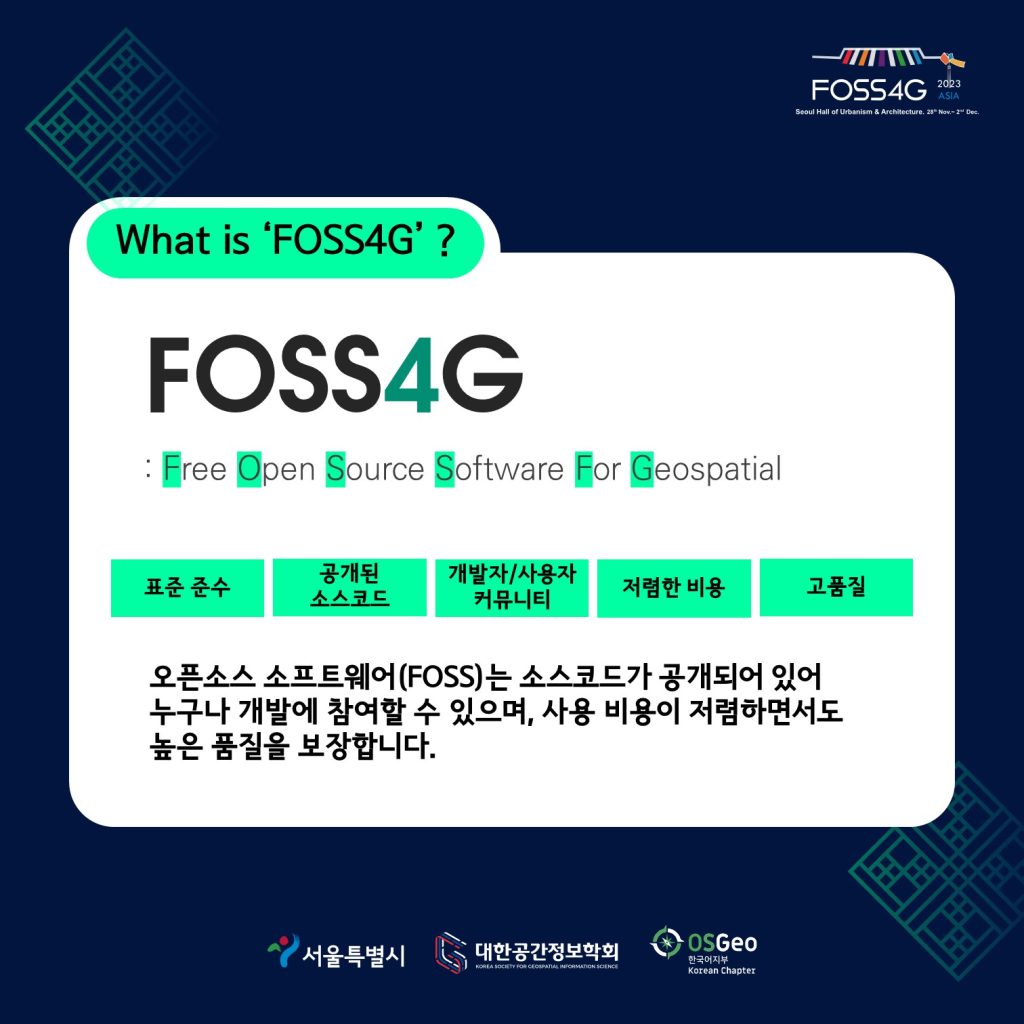 FOSS4G 2023
ASIA
Seoul Hall of Urbanism & Architecture. 28th Nov.~ 2nd Dec.
What is ‘FOSS4G’ ?
FOSS4G
: Free Open Source Software For Geospatial
표준 준수
공개된
소스코드
개발자/사용자
커뮤니티
저렴한 비용
고품질
오픈소스 소프트웨어(FOSS)는 소스코드가 공개되어 있어
누구나 개발에 참여할 수 있으며, 사용 비용이 저렴하면서도
높은 품질을 보장합니다.
서울특별시
대한공간정보학회
KOREA SOCIETY FOR GEOSPATIAL INFORMATION SCIENCE
OSGeo
한국어지부
Korean Chapter